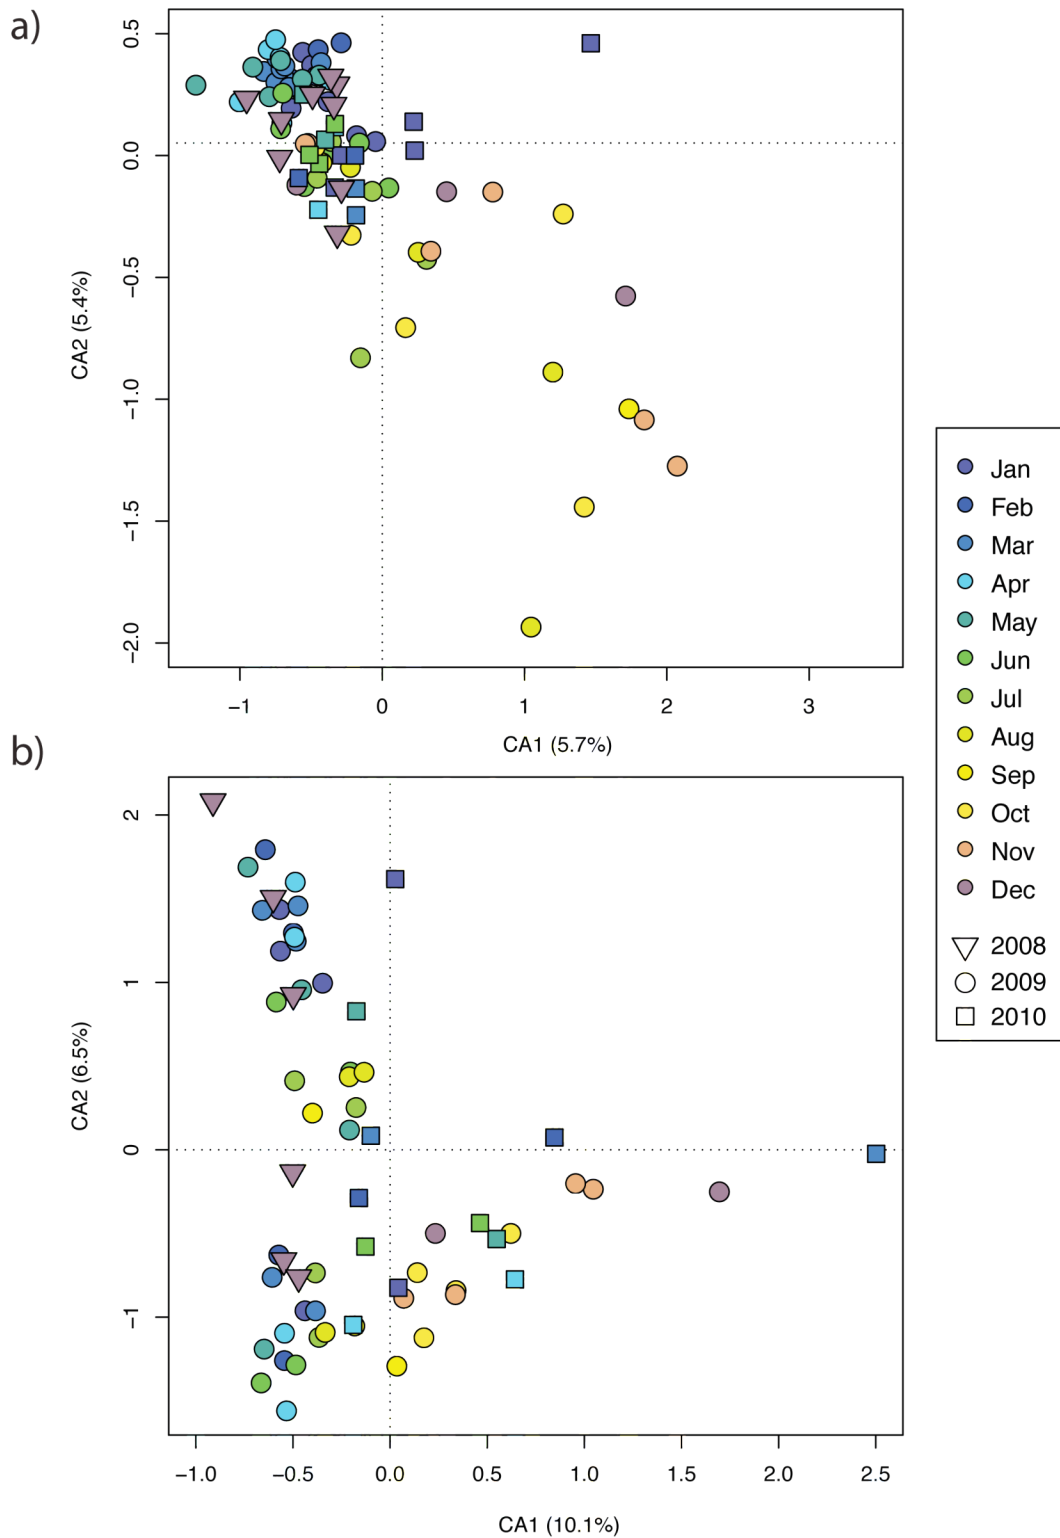 a)
0.5
0.0
−0.5
−1.0
−1.5
−2.0
CA2 (5.4%)
−1 0 1 2 3
CA1 (5.7%)
b)
2
1
0
−1
CA2 (6.5%)
−1.0 −0.5 0.0 0.5 1.0 1.5 2.0 2.5
CA1 (10.1%)
Jan
Feb
Mar
Apr
May
Jun
Jul
Aug
Sep
Oct
Nov
Dec
2008
2009
2010